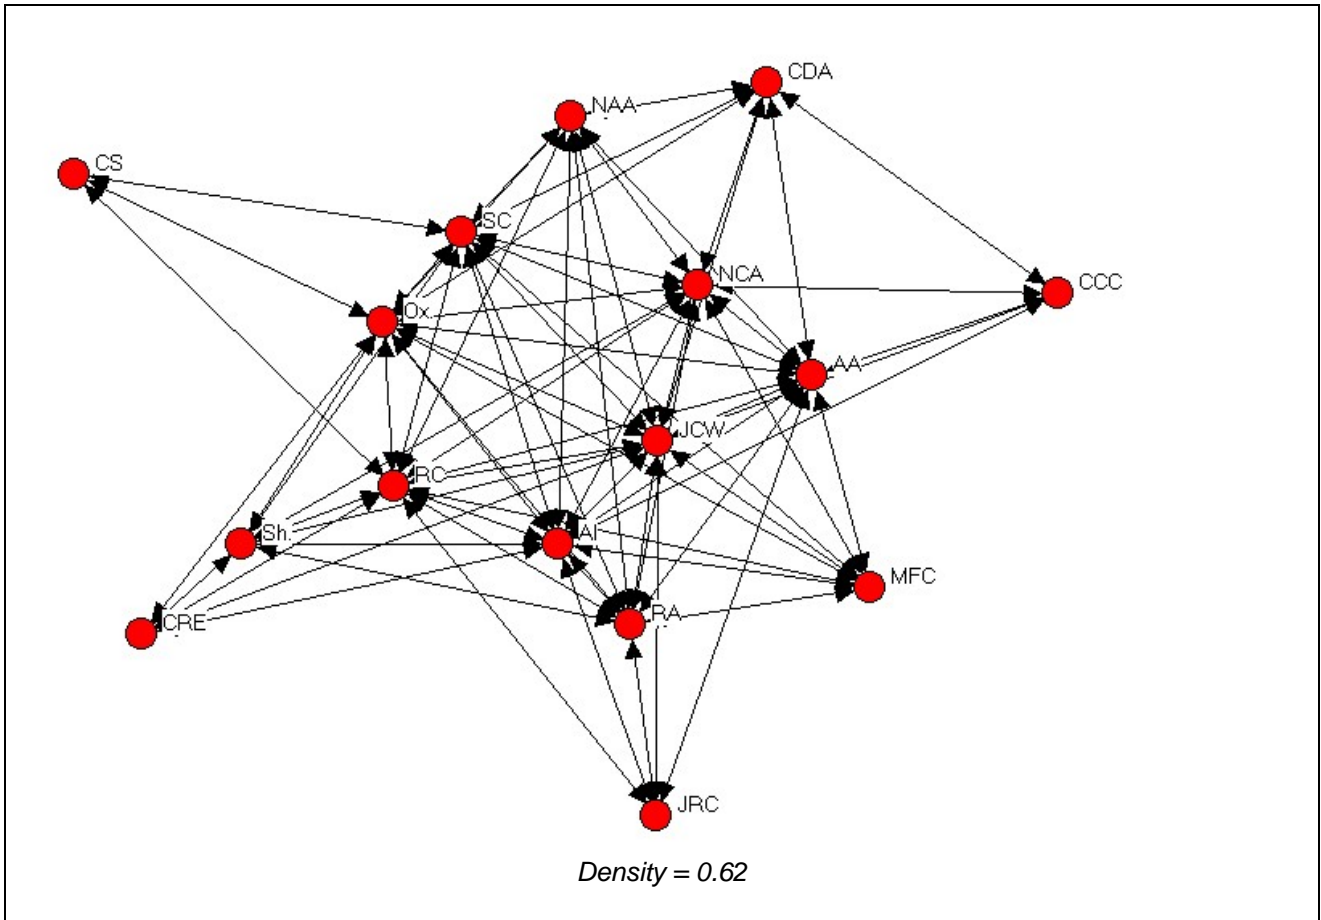 CDA
NAA
CS
SC
NCA
CCC
Ox.
AA
JCW
RC
Sh.
AI
MFC
RA
CRE
JRC
Density = 0.62